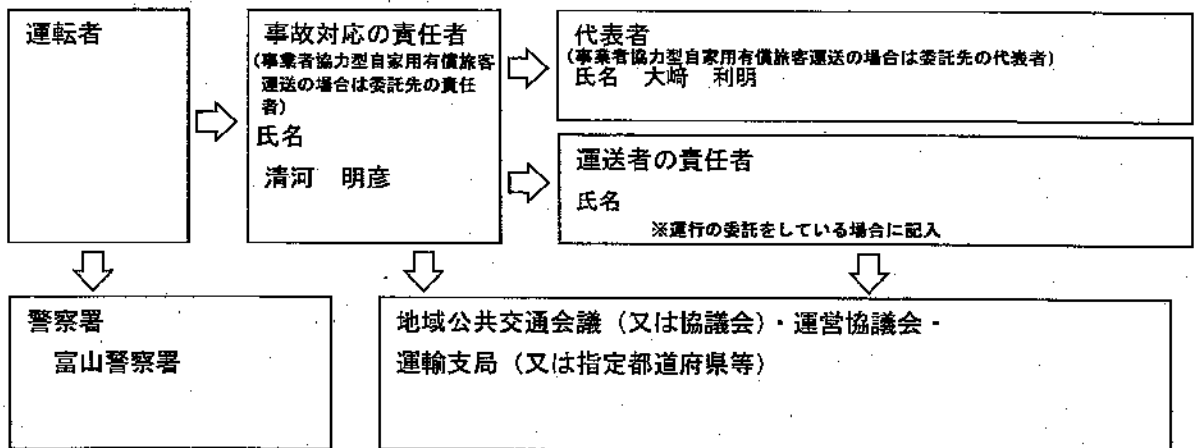 運転者
事故対応の責任者
(事業者協力型自家用有償旅客
運送の場合は委託先の責任
者)
氏名
清河　明彦
代表者
(事業者協力型自家用有償旅客運送の場合は委託先の代表者)
氏名　大﨑　利明
運送者の責任者
氏名
※運行の委託をしている場合に記入
警察署
富山警察署
地域公共交通会議（又は協議会）・運営協議会・
運輸支局（又は指定都道府県等）